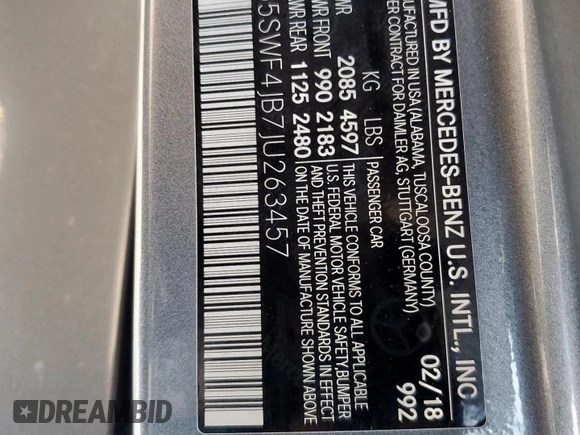 MFD BY MERCEDES-BENZ U.S. INTL., INC
UFACTURED IN USA (ALABAMA, TUSCALOOSA COUNTY)
ER CONTRACT FOR DAIMLER AG, STUTTGART (GERMANY)
02/18
992
KG LBS PASSENGER CAR
2085 4597 THIS VEHICLE CONFORMS TO ALL APPLICABLE
WR FRONT 990 2183 U.S. FEDERAL MOTOR VEHICLE SAFETY, BUMPER
AND THEFT PREVENTION STANDARDS IN EFFECT
WR REAR 1125 2480 ON THE DATE OF MANUFACTURE SHOWN ABOVE
5SWF4JB7JU263457
DREAMBID